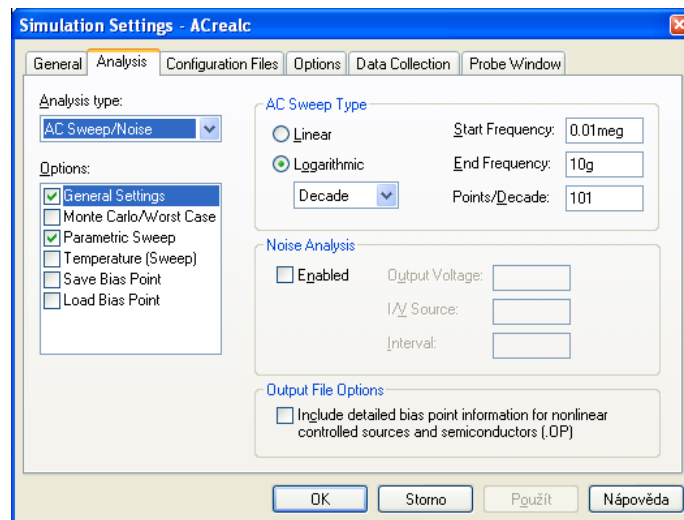 Simulation Settings - ACrealc
General Analysis Configuration Files Options Data Collection Probe Window
Analysis type:
AC Sweep/Noise
Options:
General Settings
Monte Carlo/Worst Case
Parametric Sweep
Temperature (Sweep)
Save Bias Point
Load Bias Point
AC Sweep Type
Linear
Logarithmic
Decade
Start Frequency: 0.01meg
End Frequency: 10g
Points/Decade: 101
Noise Analysis
Enabled
Output Voltage:
I/V Source:
Interval:
Output File Options
Include detailed bias point information for nonlinear
controlled sources and semiconductors (.OP)
OK Storno Použít Nápověda